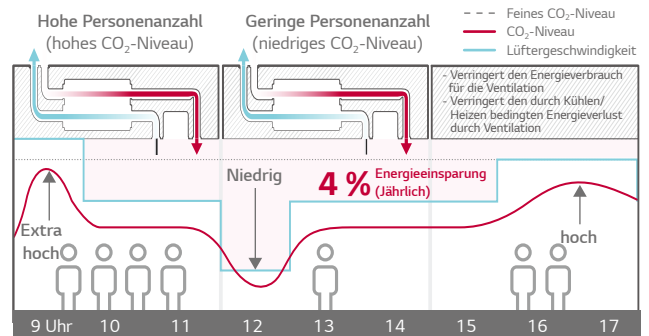 Hohe Personenanzahl
(hohes CO₂-Niveau)
Geringe Personenanzahl
(niedriges CO₂-Niveau)
Feines CO₂-Niveau
CO₂-Niveau
Lüftergeschwindigkeit
- Verringert den Energieverbrauch
für die Ventilation
- Verringert den durch Kühlen/
Heizen bedingten Energieverlust
durch Ventilation
Niedrig
4 %
Energieeinsparung
(Jährlich)
Extra
hoch
hoch
9 Uhr 10 11 12 13 14 15 16 17